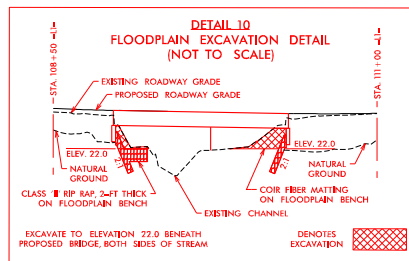 DETAIL 10
FLOODPLAIN EXCAVATION DETAIL
(NOT TO SCALE)
STA. 108+50 -L-
STA. 111+00 -L-
EXISTING ROADWAY GRADE
PROPOSED ROADWAY GRADE
ELEV. 22.0
ELEV. 22.0
2:1
2:1
NATURAL
GROUND
NATURAL
GROUND
CLASS 'II' RIP RAP, 2-FT THICK
ON FLOODPLAIN BENCH
COIR FIBER MATTING
ON FLOODPLAIN BENCH
EXISTING CHANNEL
EXCAVATE TO ELEVATION 22.0 BENEATH
PROPOSED BRIDGE, BOTH SIDES OF STREAM
DENOTES
EXCAVATION